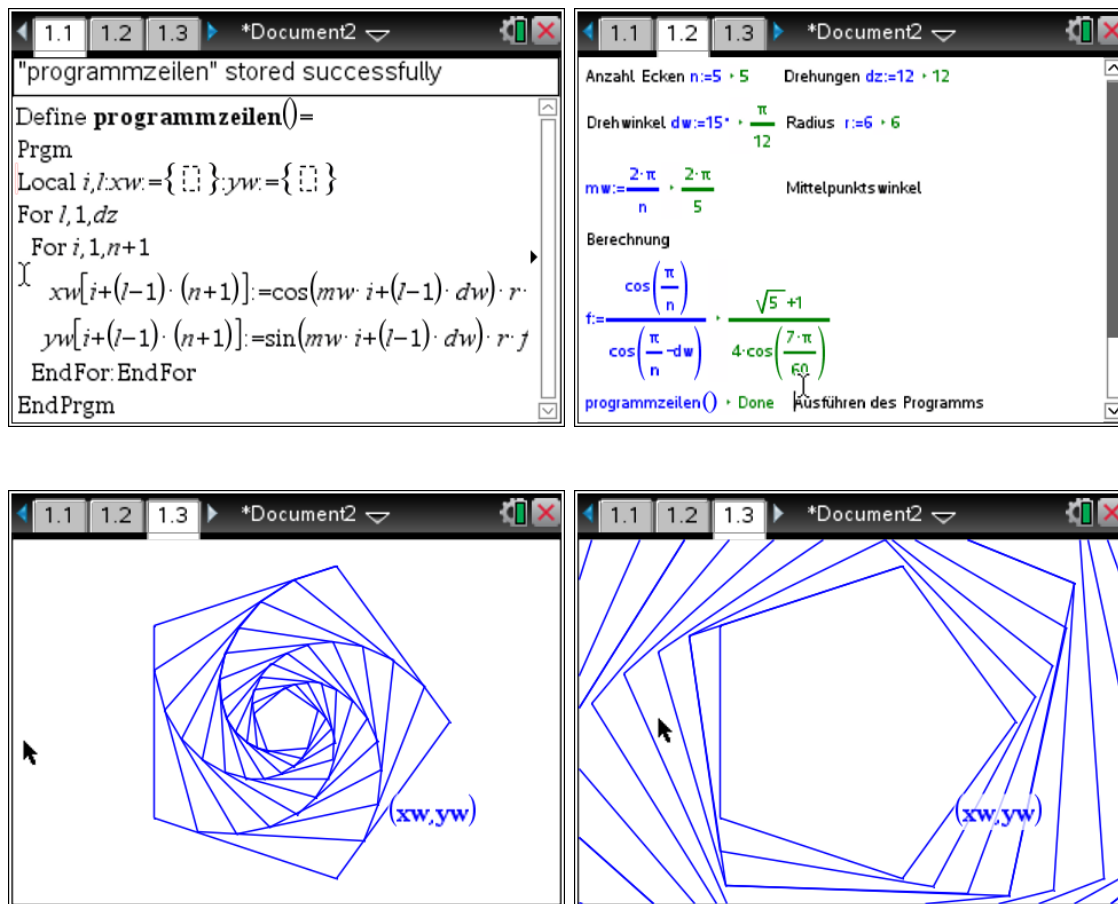 1.1 1.2 1.3 *Document2
"programmzeilen" stored successfully
Define programmzeilen()=
Prgm
Local i,l:xw:={ }:yw:={ }
For l,1,dz
For i,1,n+1
xw[i+(l-1)·(n+1)]:=cos(mw·i+(l-1)·dw)·r·
yw[i+(l-1)·(n+1)]:=sin(mw·i+(l-1)·dw)·r·f
EndFor:EndFor
EndPrgm
1.1 1.2 1.3 *Document2
Anzahl Ecken n:=5 ▸ 5 Drehungen dz:=12 ▸ 12
Drehwinkel dw:=15° ▸ π/12 Radius r:=6 ▸ 6
mw:=2·π/n ▸ 2·π/5 Mittelpunktswinkel
Berechnung
f:=cos(π/n)/cos(π/n-dw) ▸ (√5+1)/(4·cos(7·π/60))
programmzeilen() ▸ Done Ausführen des Programms
1.1 1.2 1.3 *Document2
(xw,yw)
1.1 1.2 1.3 *Document2
(xw,yw)